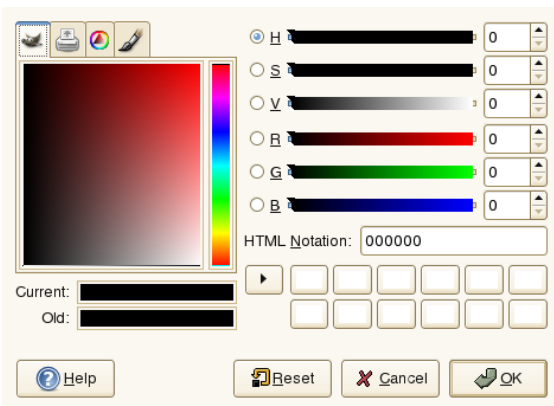 H 0
S 0
V 0
R 0
G 0
B 0
HTML Notation: 000000
Current:
Old:
Help
Reset
Cancel
OK